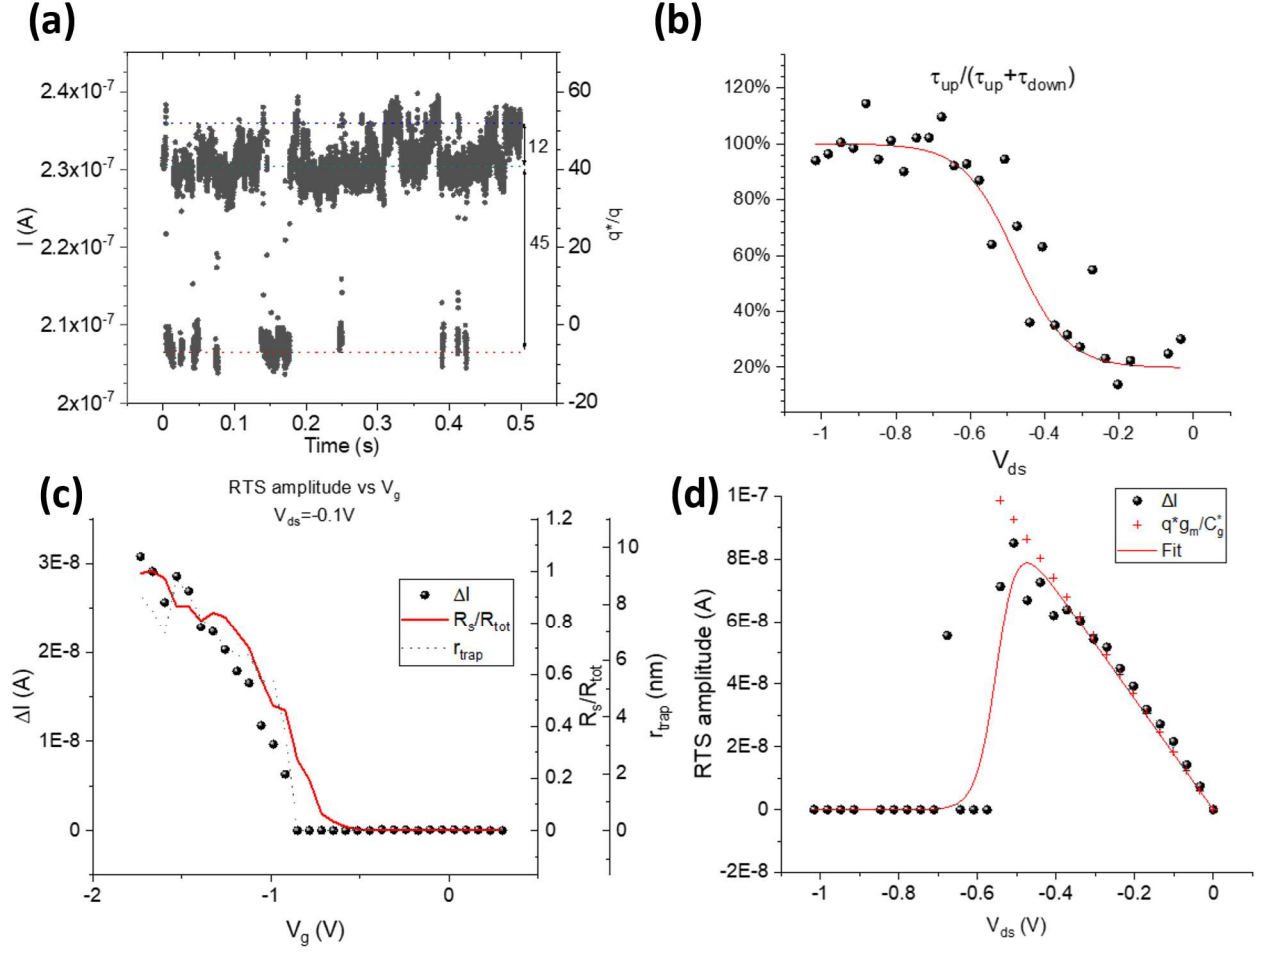 (a)
2.4x10-7
2.3x10-7
2.2x10-7
2.1x10-7
2x10-7
I (A)
60
40
20
0
-20
q*/q
12
45
0
0.1
0.2
0.3
0.4
0.5
Time (s)
(b)
τup/(τup+τdown)
120%
100%
80%
60%
40%
20%
-1
-0.8
-0.6
-0.4
-0.2
0
Vds
(c)
RTS amplitude vs Vg
Vds=-0.1V
3E-8
2E-8
1E-8
0
ΔI (A)
ΔI
Rs/Rtot
rtrap
1.2
1
0.8
0.6
0.4
0.2
0
Rs/Rtot
10
8
6
4
2
0
rtrap (nm)
-2
-1
0
Vg (V)
(d)
1E-7
8E-8
6E-8
4E-8
2E-8
0
-2E-8
RTS amplitude (A)
ΔI
q*gm/C*g
Fit
-1
-0.8
-0.6
-0.4
-0.2
0
Vds (V)